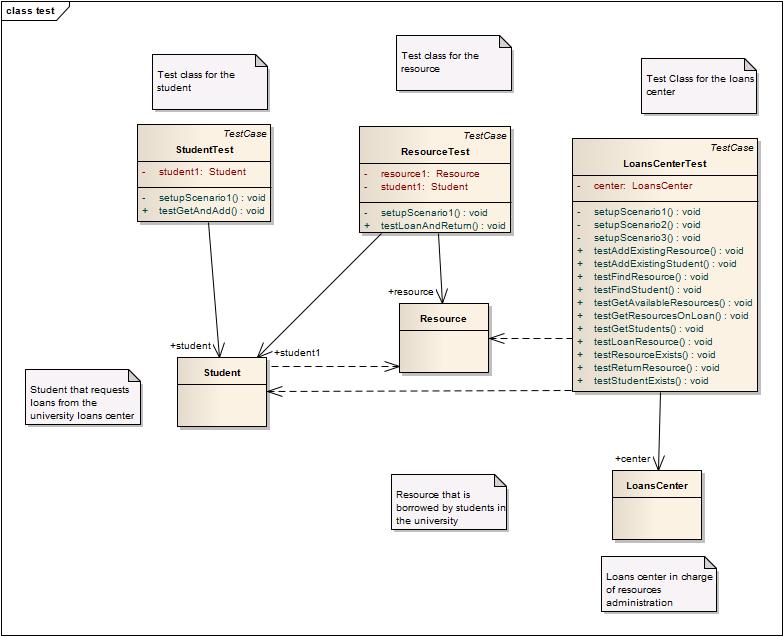 class test
Test class for the
student
Test class for the
resource
Test Class for the loans
center
TestCase
StudentTest
- student1: Student
- setupScenario1() : void
+ testGetAndAdd() : void
TestCase
ResourceTest
- resource1: Resource
- student1: Student
- setupScenario1() : void
+ testLoanAndReturn() : void
TestCase
LoansCenterTest
- center: LoansCenter
- setupScenario1() : void
- setupScenario2() : void
- setupScenario3() : void
+ testAddExistingResource() : void
+ testAddExistingStudent() : void
+ testFindResource() : void
+ testFindStudent() : void
+ testGetAvailableResources() : void
+ testGetResourcesOnLoan() : void
+ testGetStudents() : void
+ testLoanResource() : void
+ testResourceExists() : void
+ testReturnResource() : void
+ testStudentExists() : void
+resource
Resource
+student
+student1
Student
Student that requests
loans from the
university loans center
+center
LoansCenter
Resource that is
borrowed by students in
the university
Loans center in charge
of resources
administration